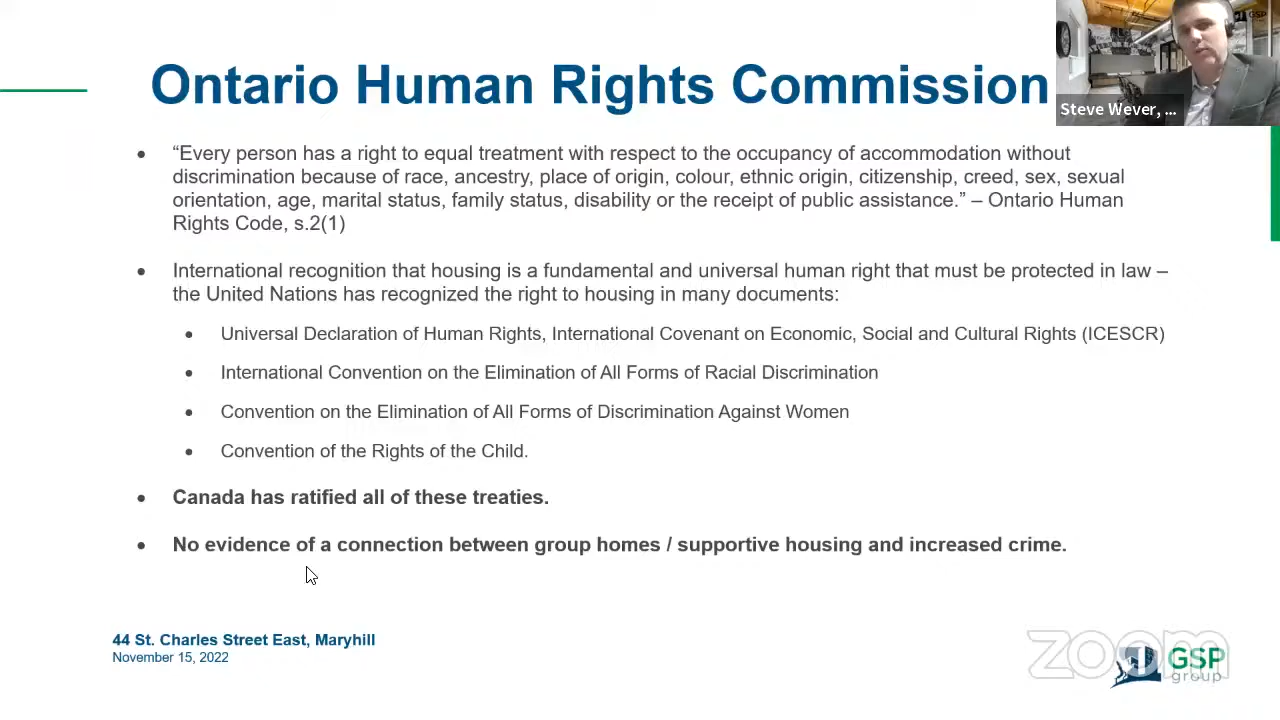 Ontario Human Rights Commission
GSP
Steve Wever, ...
• “Every person has a right to equal treatment with respect to the occupancy of accommodation without
discrimination because of race, ancestry, place of origin, colour, ethnic origin, citizenship, creed, sex, sexual
orientation, age, marital status, family status, disability or the receipt of public assistance.” – Ontario Human
Rights Code, s.2(1)
• International recognition that housing is a fundamental and universal human right that must be protected in law –
the United Nations has recognized the right to housing in many documents:
• Universal Declaration of Human Rights, International Covenant on Economic, Social and Cultural Rights (ICESCR)
• International Convention on the Elimination of All Forms of Racial Discrimination
• Convention on the Elimination of All Forms of Discrimination Against Women
• Convention of the Rights of the Child.
• Canada has ratified all of these treaties.
• No evidence of a connection between group homes / supportive housing and increased crime.
44 St. Charles Street East, Maryhill
November 15, 2022
zoom
GSP
group